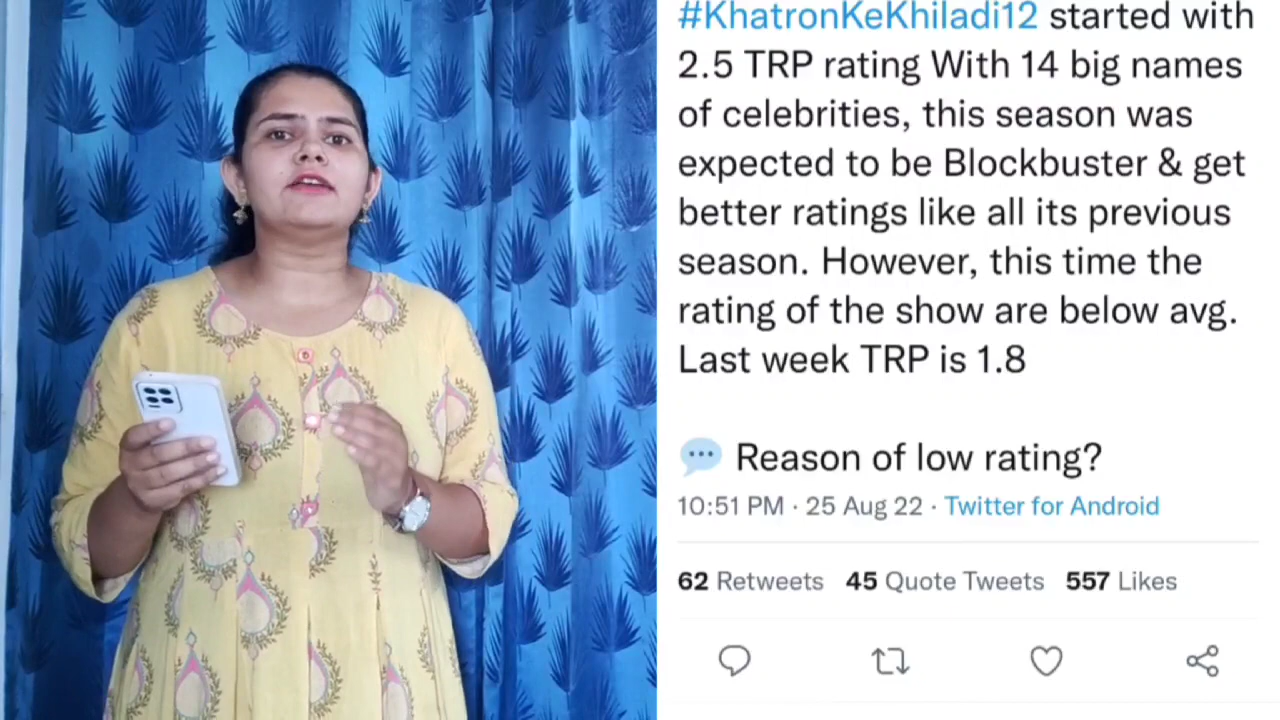 #KhatronKeKhiladi12 started with
2.5 TRP rating With 14 big names
of celebrities, this season was
expected to be Blockbuster & get
better ratings like all its previous
season. However, this time the
rating of the show are below avg.
Last week TRP is 1.8
💬 Reason of low rating?
10:51 PM · 25 Aug 22 · Twitter for Android
62 Retweets 45 Quote Tweets 557 Likes